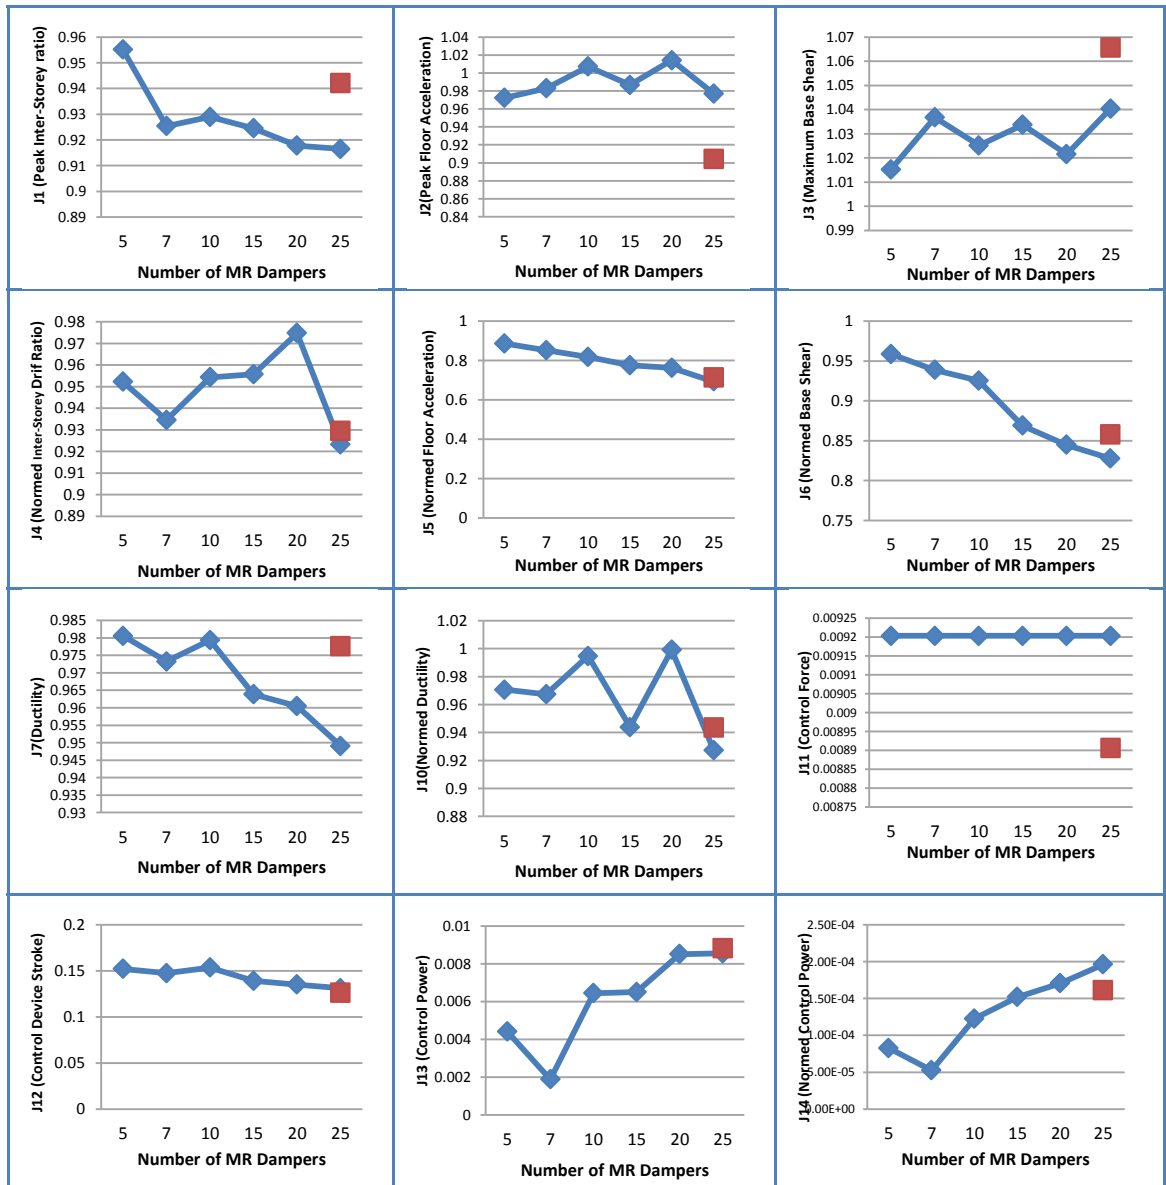 J1 (Peak Inter-Storey ratio)
0.96
0.95
0.94
0.93
0.92
0.91
0.9
0.89
5 7 10 15 20 25
Number of MR Dampers
J2(Peak Floor Acceleration)
1.04
1.02
1
0.98
0.96
0.94
0.92
0.9
0.88
0.86
0.84
5 7 10 15 20 25
Number of MR Dampers
J3 (Maximum Base Shear)
1.07
1.06
1.05
1.04
1.03
1.02
1.01
1
0.99
5 7 10 15 20 25
Number of MR Dampers
J4 (Normed Inter-Storey Drif Ratio)
0.98
0.97
0.96
0.95
0.94
0.93
0.92
0.91
0.9
0.89
5 7 10 15 20 25
Number of MR Dampers
J5 (Normed Floor Acceleration)
1
0.8
0.6
0.4
0.2
0
5 7 10 15 20 25
Number of MR Dampers
J6 (Normed Base Shear)
1
0.95
0.9
0.85
0.8
0.75
5 7 10 15 20 25
Number of MR Dampers
J7(Ductility)
0.985
0.98
0.975
0.97
0.965
0.96
0.955
0.95
0.945
0.94
0.935
0.93
5 7 10 15 20 25
Number of MR Dampers
J10(Normed Ductility)
1.02
1
0.98
0.96
0.94
0.92
0.9
0.88
5 7 10 15 20 25
Number of MR Dampers
J11 (Control Force)
0.00925
0.0092
0.00915
0.0091
0.00905
0.009
0.00895
0.0089
0.00885
0.0088
0.00875
5 7 10 15 20 25
Number of MR Dampers
J12 (Control Device Stroke)
0.2
0.15
0.1
0.05
0
5 7 10 15 20 25
Number of MR Dampers
J13 (Control Power)
0.01
0.008
0.006
0.004
0.002
0
5 7 10 15 20 25
Number of MR Dampers
J14 (Normed Control Power)
2.50E-04
2.00E-04
1.50E-04
1.00E-04
5.00E-05
0.00E+00
5 7 10 15 20 25
Number of MR Dampers